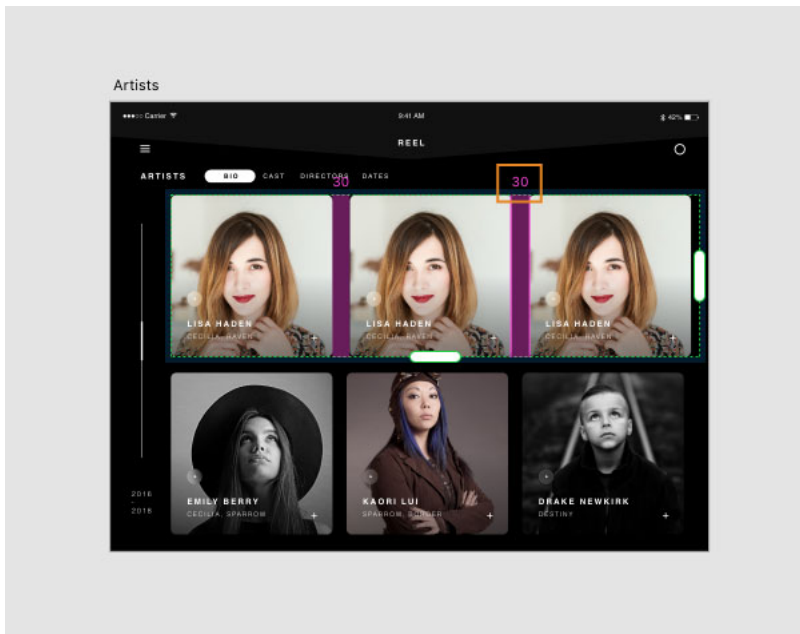 Artists
Carrier 9:41 AM 42%
REEL
ARTISTS BIO CAST DIRECTORS DATES
30 30
LISA HADEN LISA HADEN LISA HADEN
CECILIA, RAVEN CECILIA, RAVEN CECILIA, RAVEN
2016
-
2018
EMILY BERRY KAORI LUI DRAKE NEWKIRK
CECILIA, SPARROW SPARROW, BURGER DESTINY